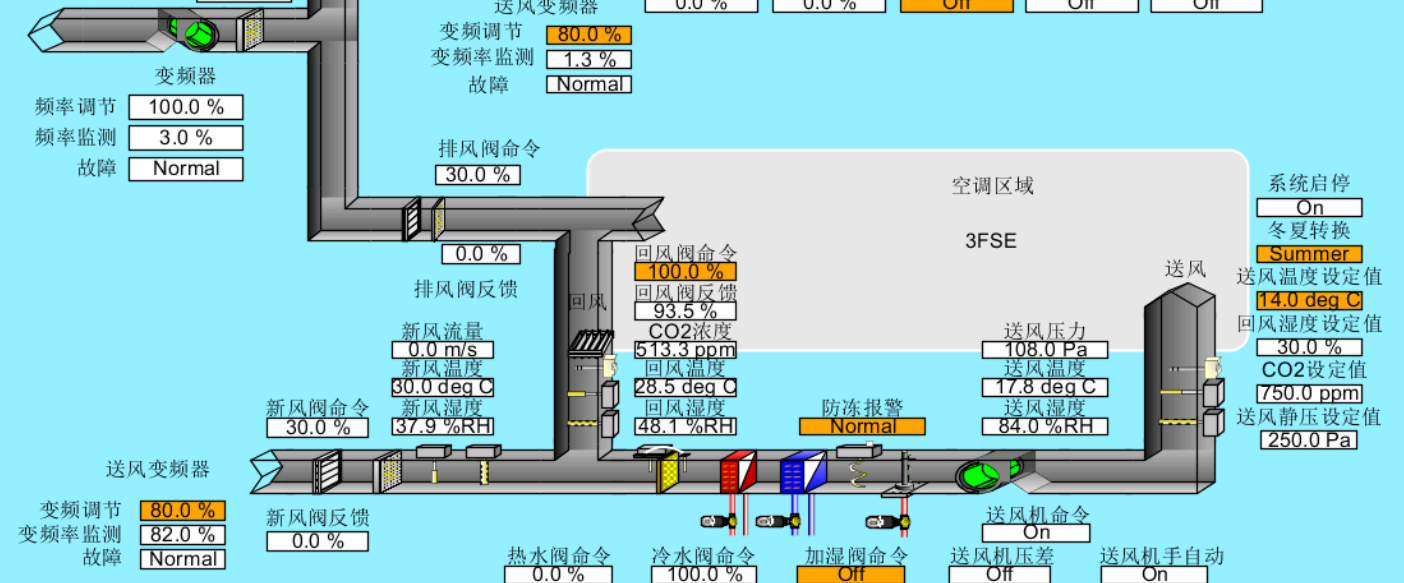 送风变频器
0.0 %
0.0 %
Off
Off
Off
变频调节 80.0 %
变频率监测 1.3 %
故障 Normal
变频器
频率调节 100.0 %
频率监测 3.0 %
故障 Normal
排风阀命令
30.0 %
0.0 %
排风阀反馈
空调区域
3FSE
系统启停
On
冬夏转换
Summer
送风温度设定值
14.0 deg C
回风湿度设定值
30.0 %
CO2设定值
750.0 ppm
送风静压设定值
250.0 Pa
回风阀命令
100.0 %
回风阀反馈
93.5 %
CO2浓度
513.3 ppm
回风温度
28.5 deg C
回风湿度
48.1 %RH
回风
送风
新风流量
0.0 m/s
新风温度
30.0 deg C
新风湿度
37.9 %RH
新风阀命令
30.0 %
防冻报警
Normal
送风压力
108.0 Pa
送风温度
17.8 deg C
送风湿度
84.0 %RH
送风变频器
变频调节 80.0 %
变频率监测 82.0 %
故障 Normal
新风阀反馈
0.0 %
送风机命令
On
热水阀命令
0.0 %
冷水阀命令
100.0 %
加湿阀命令
Off
送风机压差
Off
送风机手自动
On